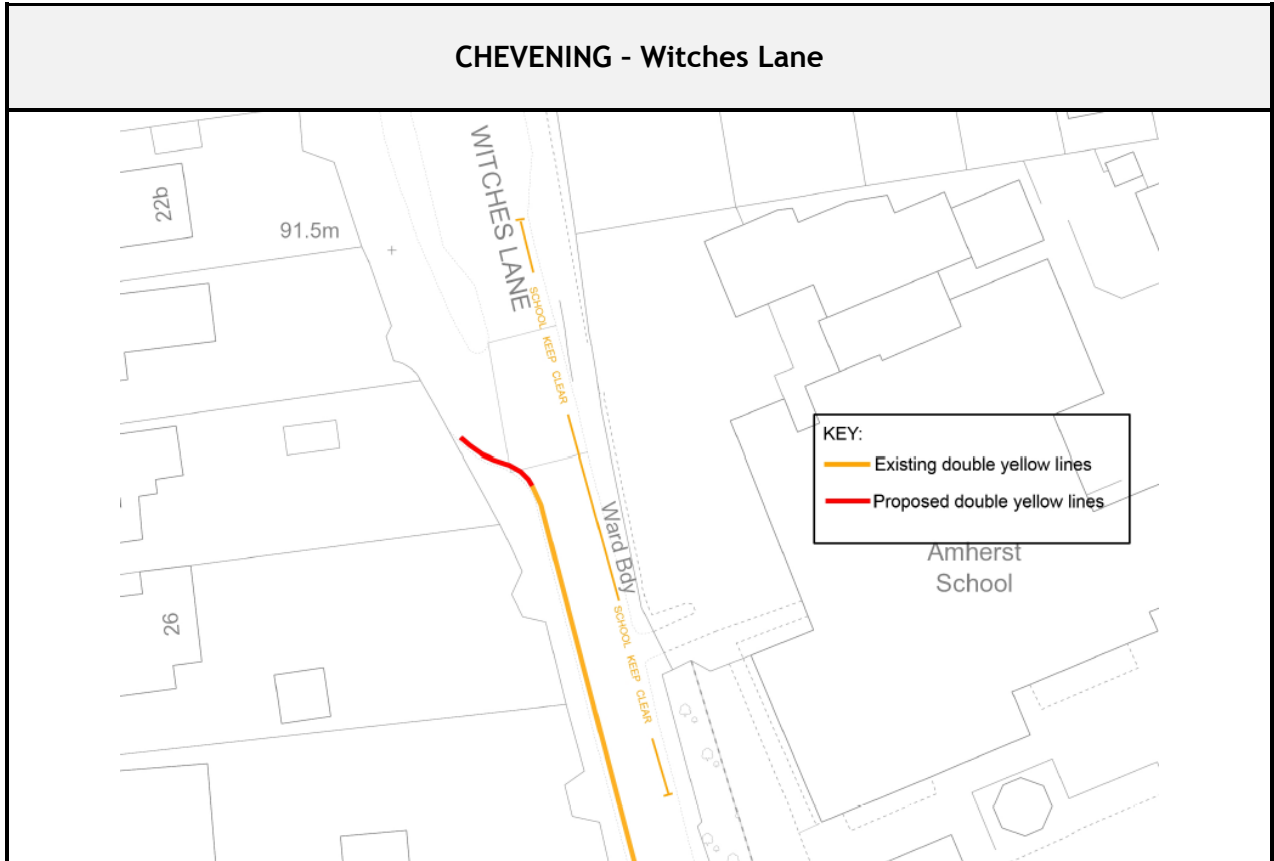 CHEVENING – Witches Lane
WITCHES LANE
22b
91.5m
SCHOOL KEEP CLEAR
KEY:
Existing double yellow lines
Proposed double yellow lines
Ward Bdy
Amherst
School
26
SCHOOL KEEP CLEAR